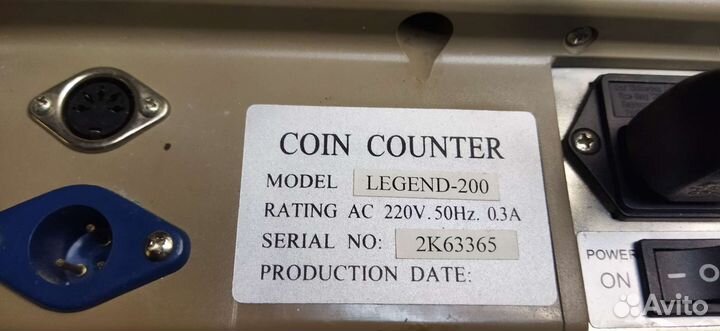 COIN COUNTER
MODEL LEGEND-200
RATING AC 220V.50Hz. 0.3A
SERIAL NO: 2K63365
PRODUCTION DATE:
POWER
ON
– O
Avito